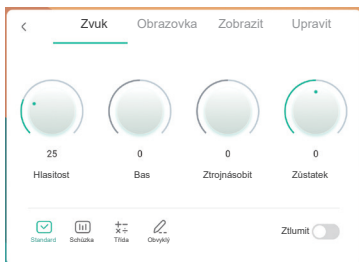 Zvuk Obrazovka Zobrazit Upravit
25 0 0 0
Hlasitost Bas Ztrojnásobit Zůstatek
Standard Schůzka Třída Obvyklý Ztlumit